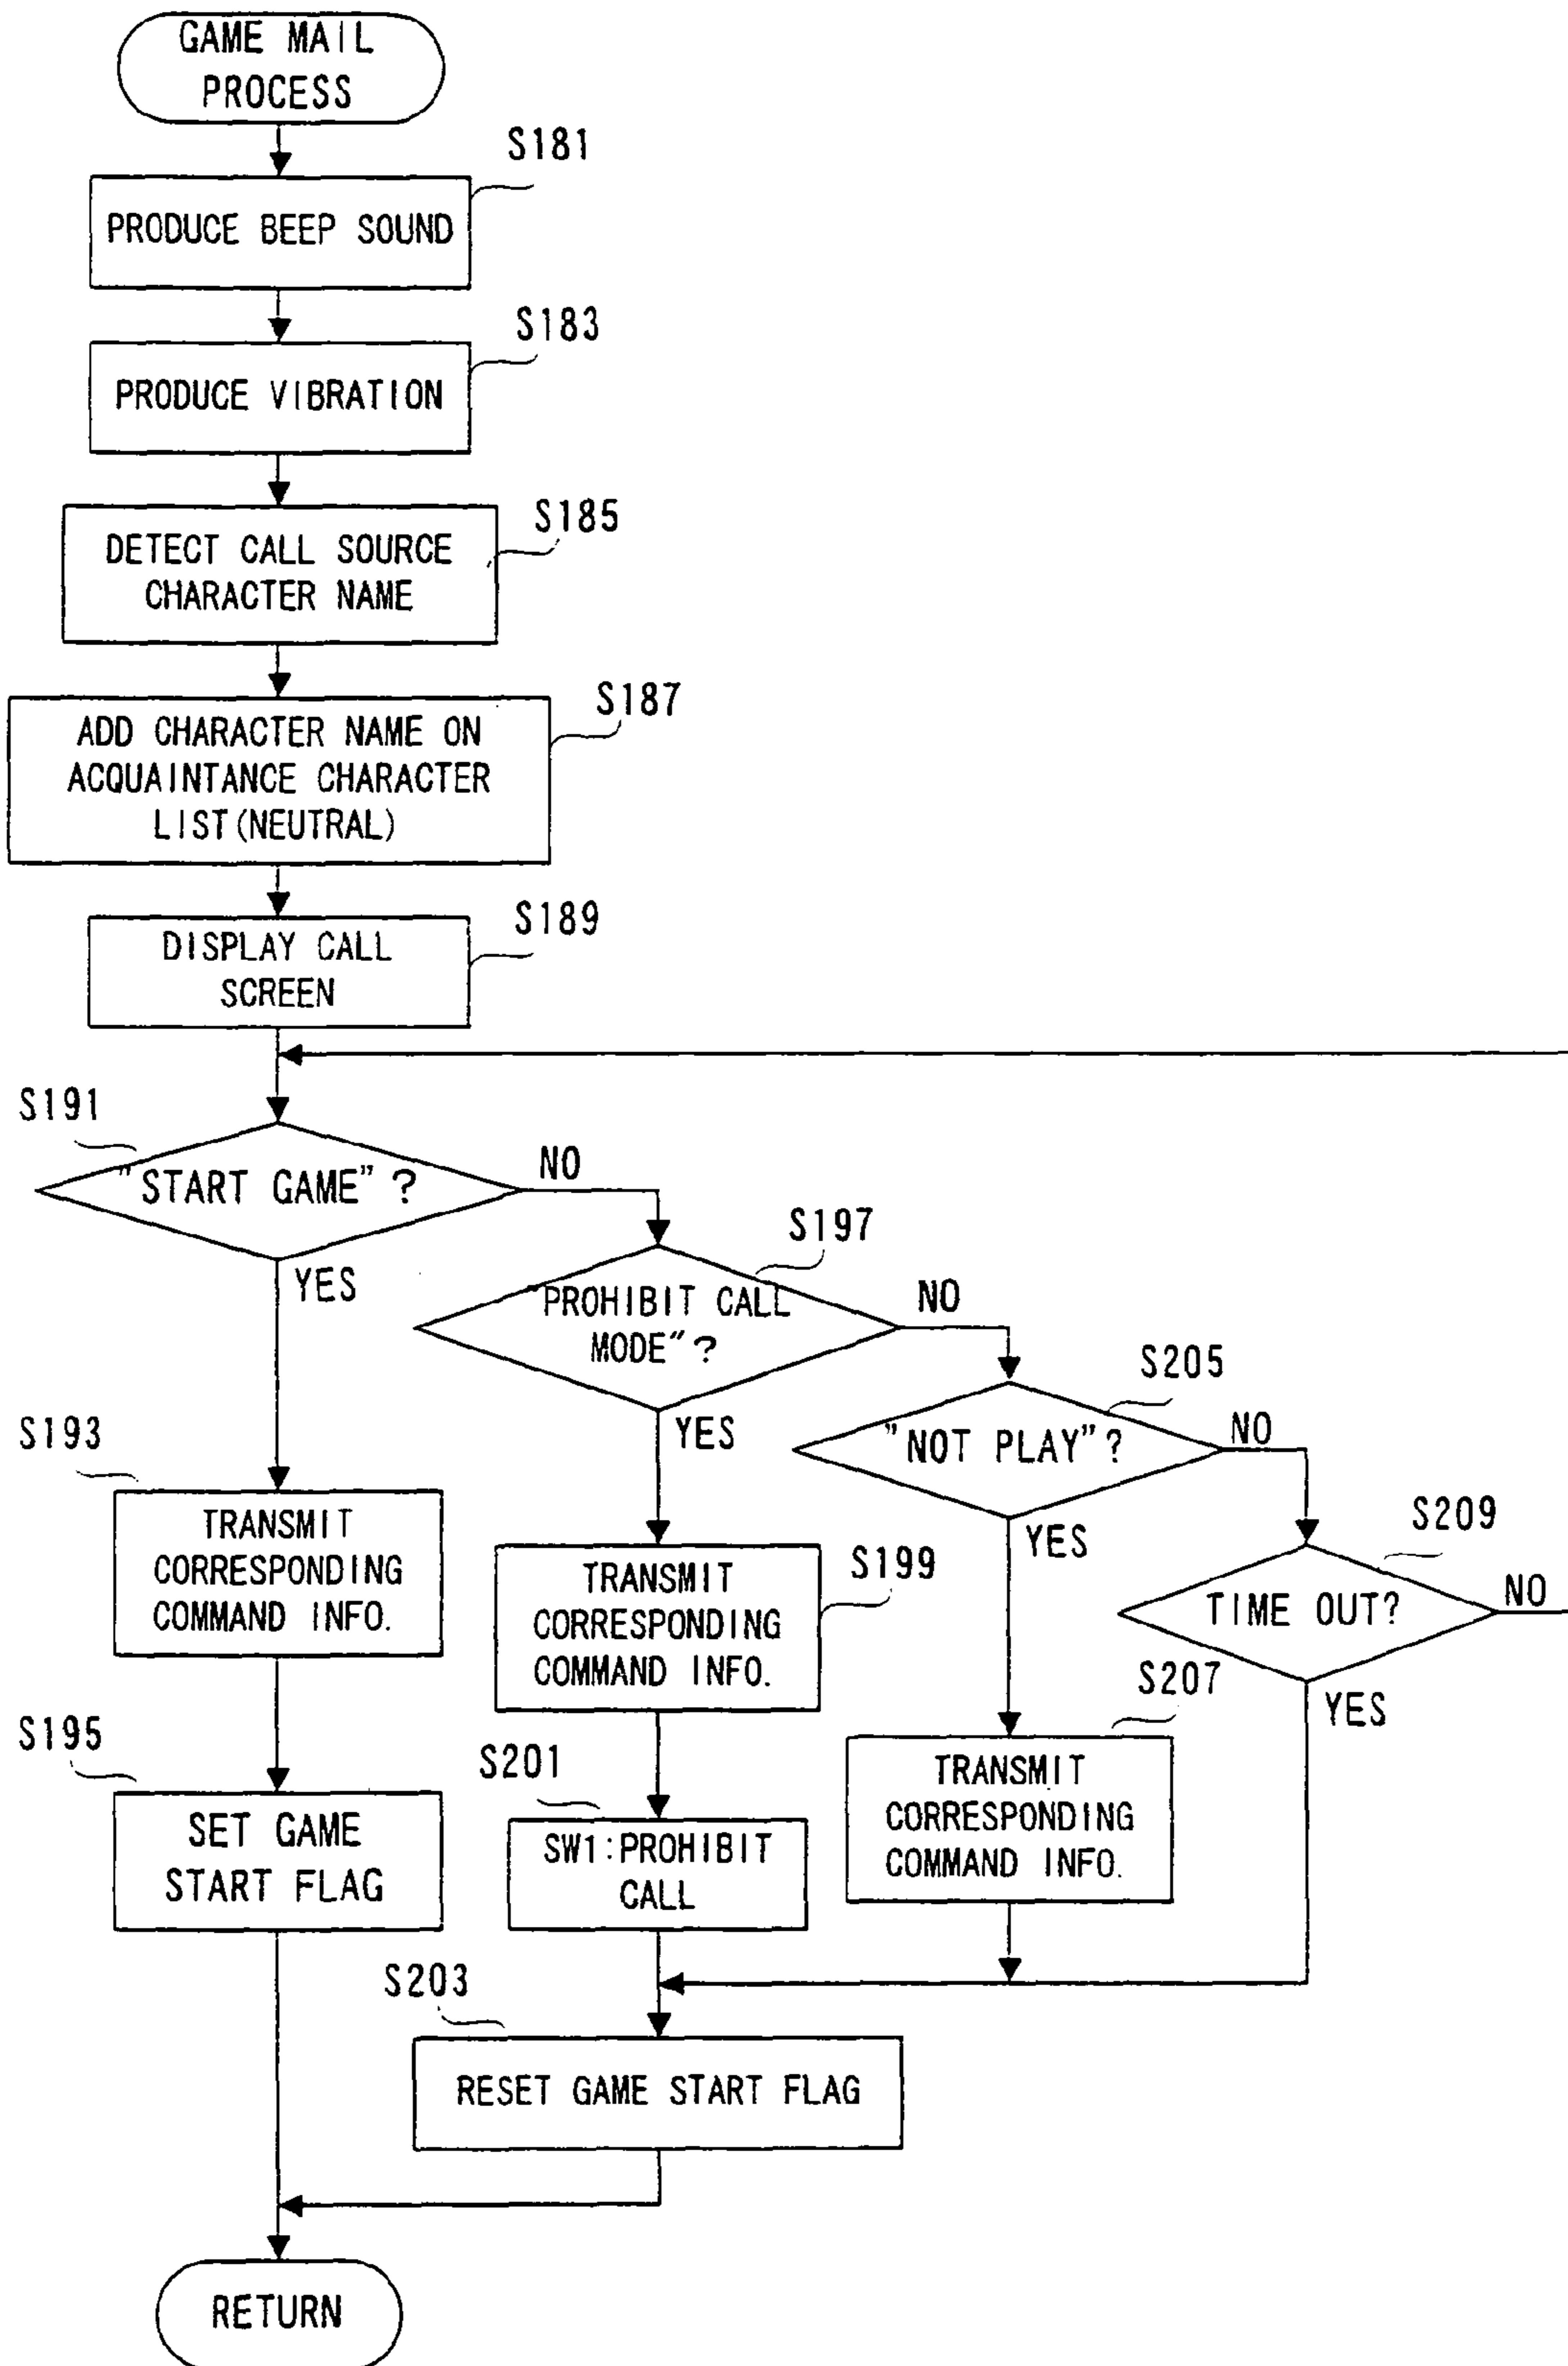 GAME MAIL
PROCESS
S181
PRODUCE BEEP SOUND
S183
PRODUCE VIBRATION
S185
DETECT CALL SOURCE
CHARACTER NAME
S187
ADD CHARACTER NAME ON
ACQUAINTANCE CHARACTER
LIST(NEUTRAL)
S189
DISPLAY CALL
SCREEN
S191
"START GAME" ?
NO
YES
S197
"PROHIBIT CALL
MODE" ?
NO
YES
S205
"NOT PLAY" ?
NO
YES
S209
TIME OUT?
NO
YES
S193
TRANSMIT
CORRESPONDING
COMMAND INFO.
S199
TRANSMIT
CORRESPONDING
COMMAND INFO.
S207
TRANSMIT
CORRESPONDING
COMMAND INFO.
S195
SET GAME
START FLAG
S201
SW1:PROHIBIT
CALL
S203
RESET GAME START FLAG
RETURN